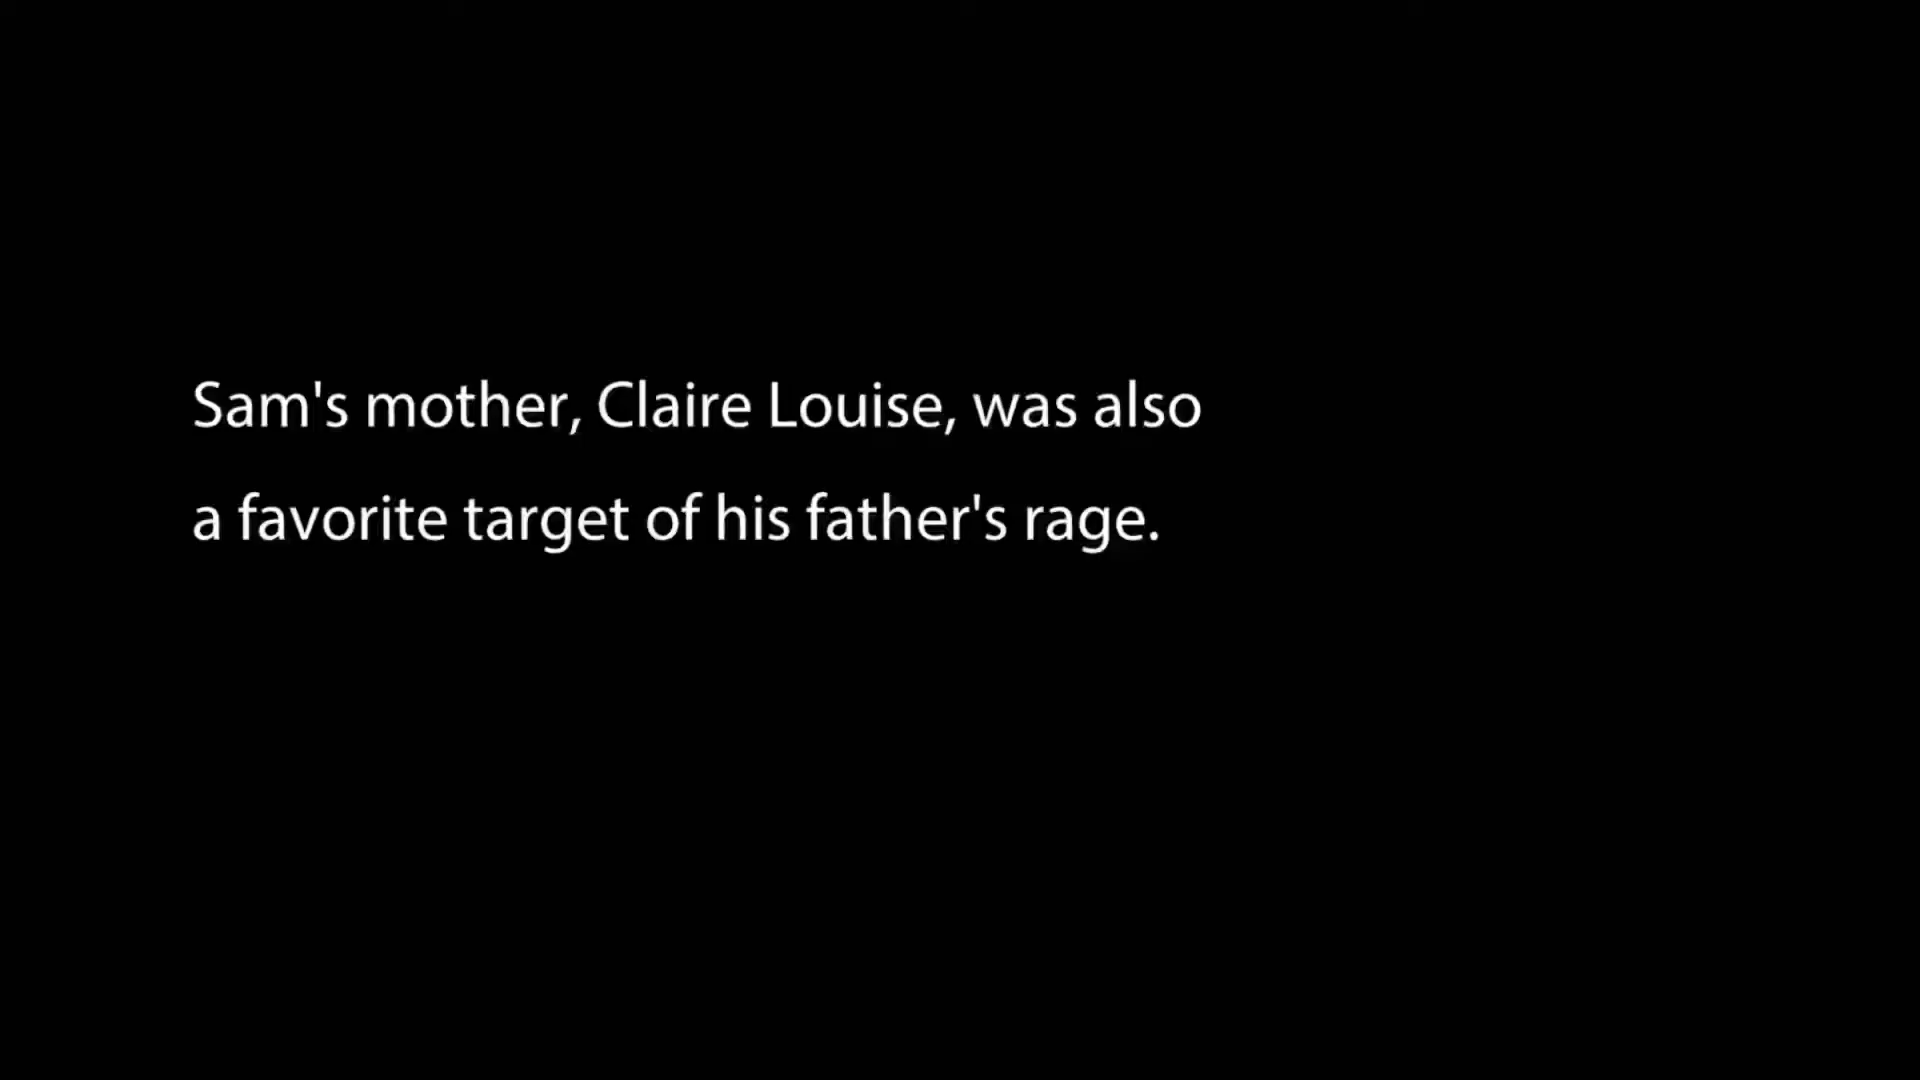 Sam's mother, Claire Louise, was also
a favorite target of his father's rage.